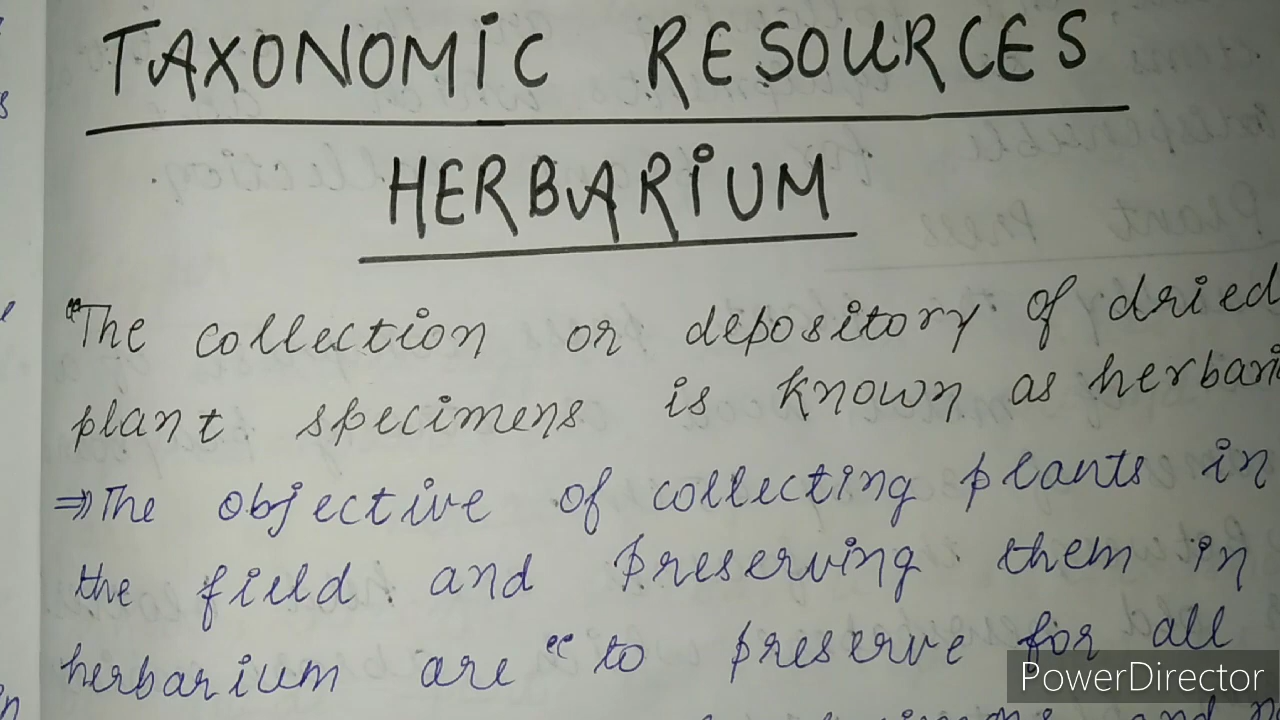 TAXONOMIC RESOURCES
HERBARIUM
"The collection or depository of dried
plant specimens is known as herbari
⇒ The objective of collecting plants in
the field and preserving them in
herbarium are "to preserve for all
PowerDirector